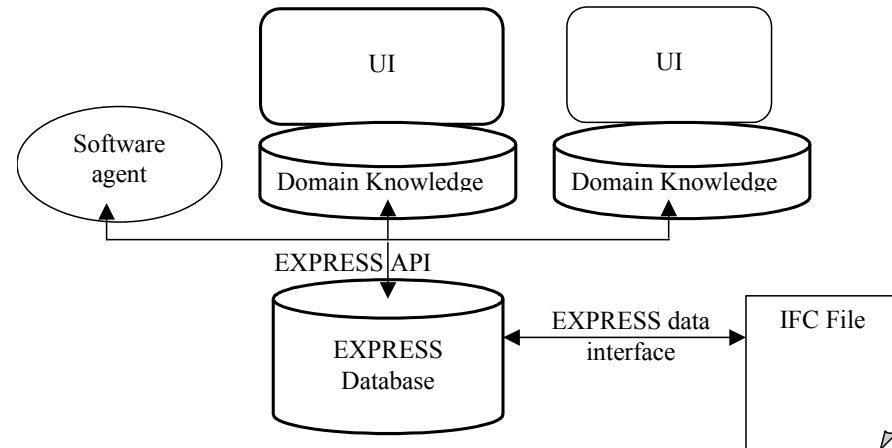 UI
UI
Software
agent
Domain Knowledge
Domain Knowledge
EXPRESS API
EXPRESS
Database
EXPRESS data
interface
IFC File